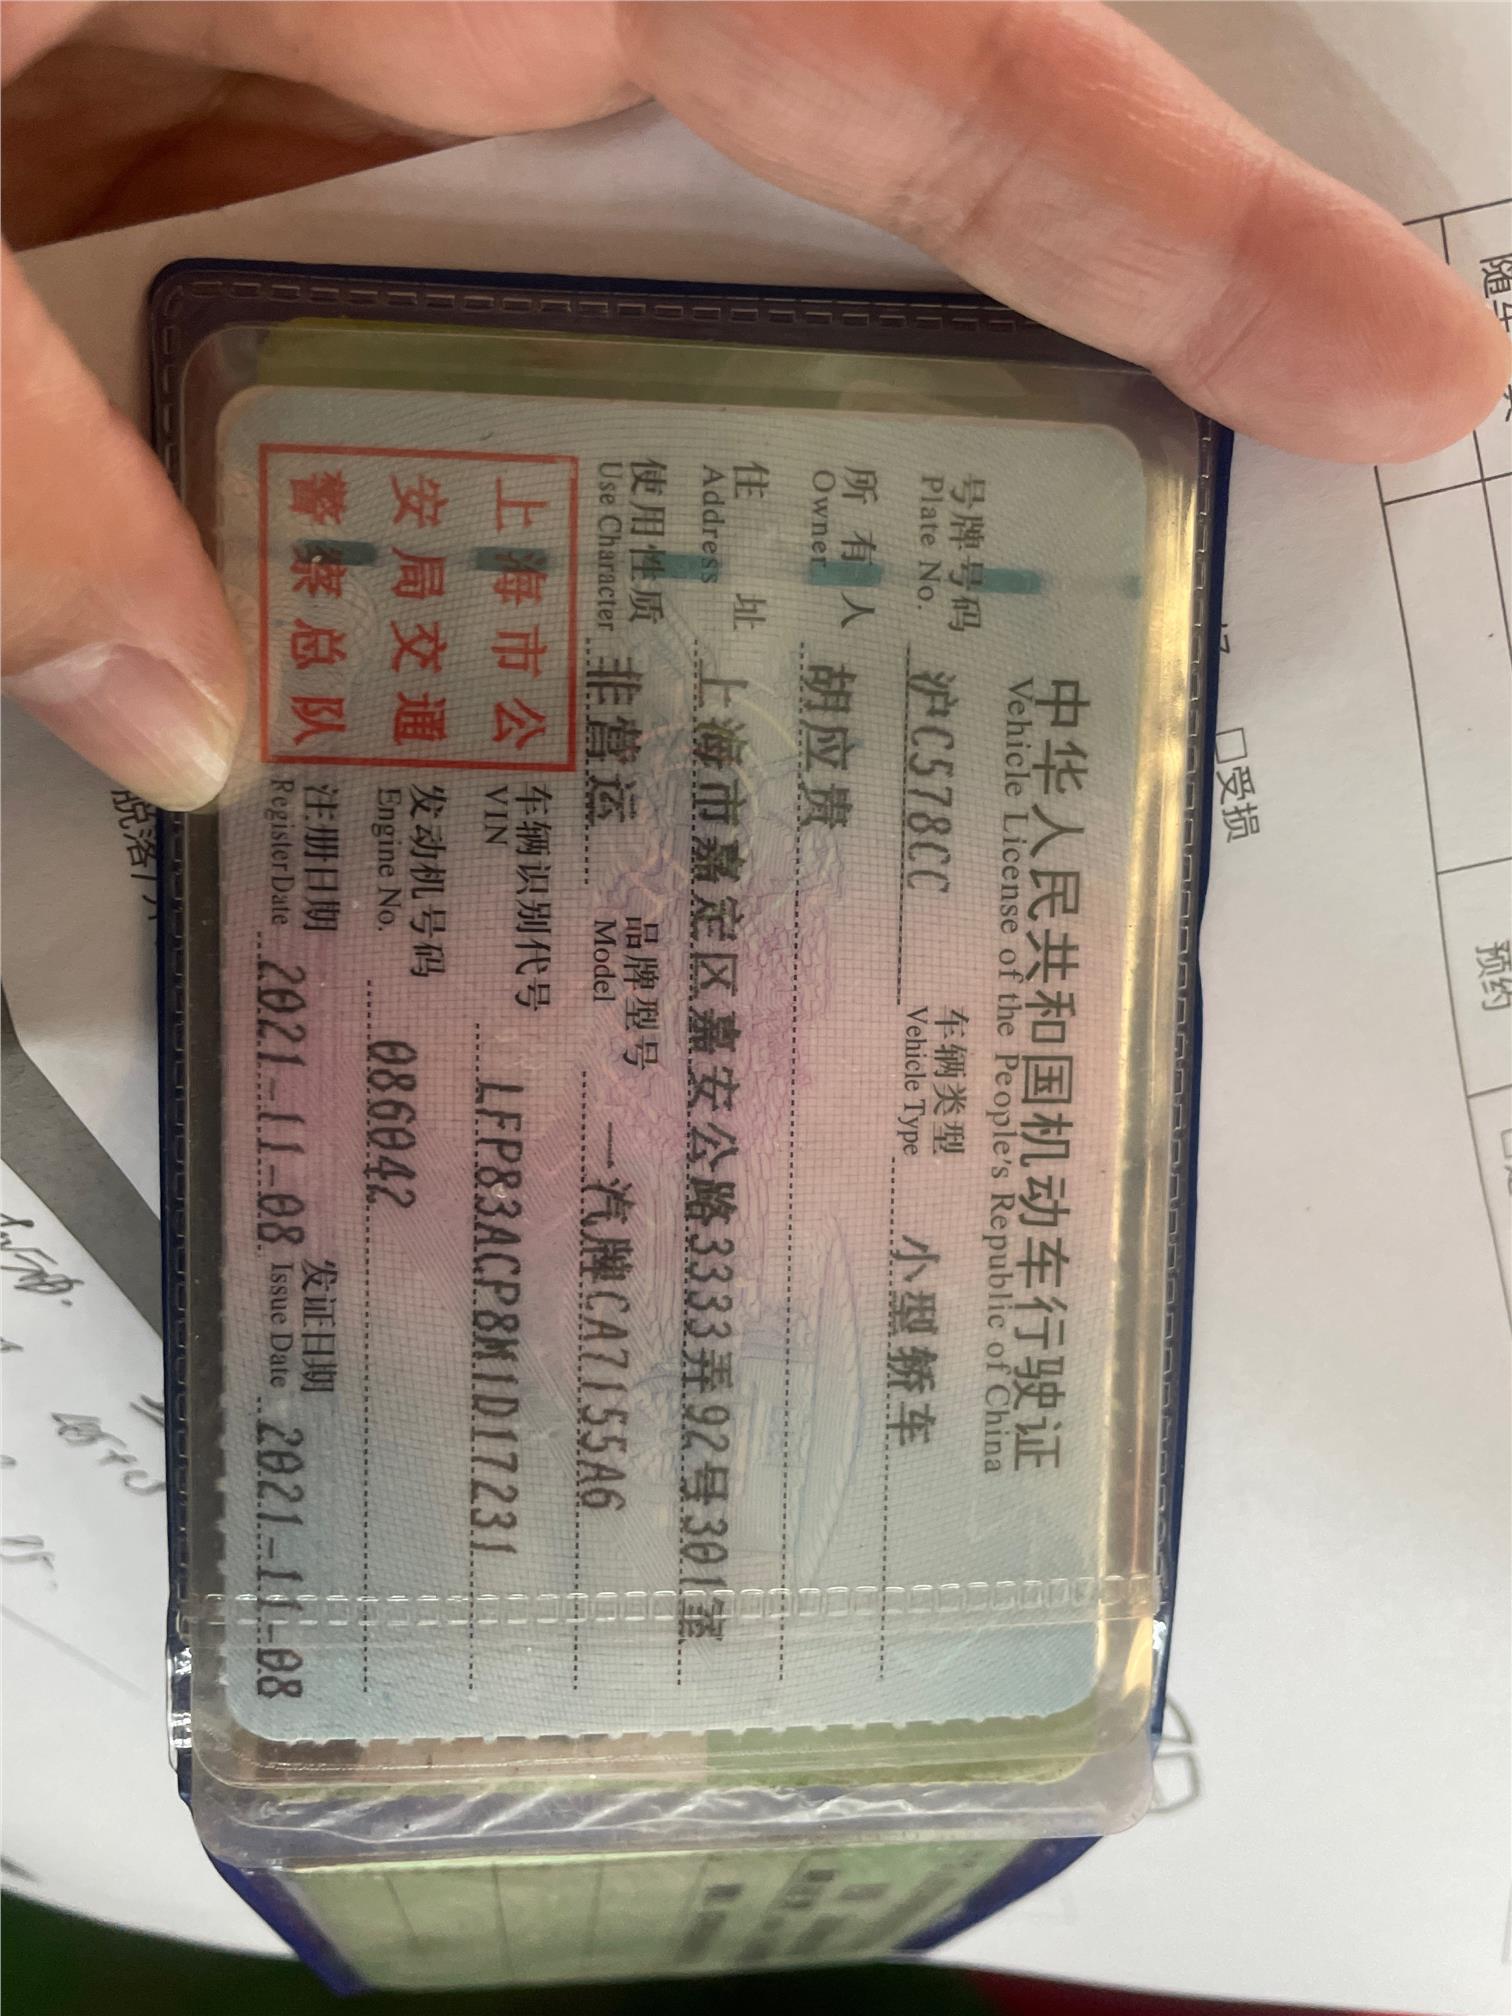 中华人民共和国机动车行驶证
Vehicle License of the People's Republic of China
号牌号码 沪C578CC 车辆类型 小型轿车
Plate No. Vehicle Type
所有人 胡应贵
Owner
住址 上海市嘉定区嘉安公路3333弄92号301室
Address
使用性质 非营运 品牌型号 一汽牌CA7155A6
Use Character Model
上海市公安局交通警察总队
车辆识别代号 LFP83ACP8M1D17231
VIN
发动机号码 086042
Engine No.
注册日期 2021-11-08 发证日期 2021-11-08
Register Date Issue Date
□受损
预约
脱落